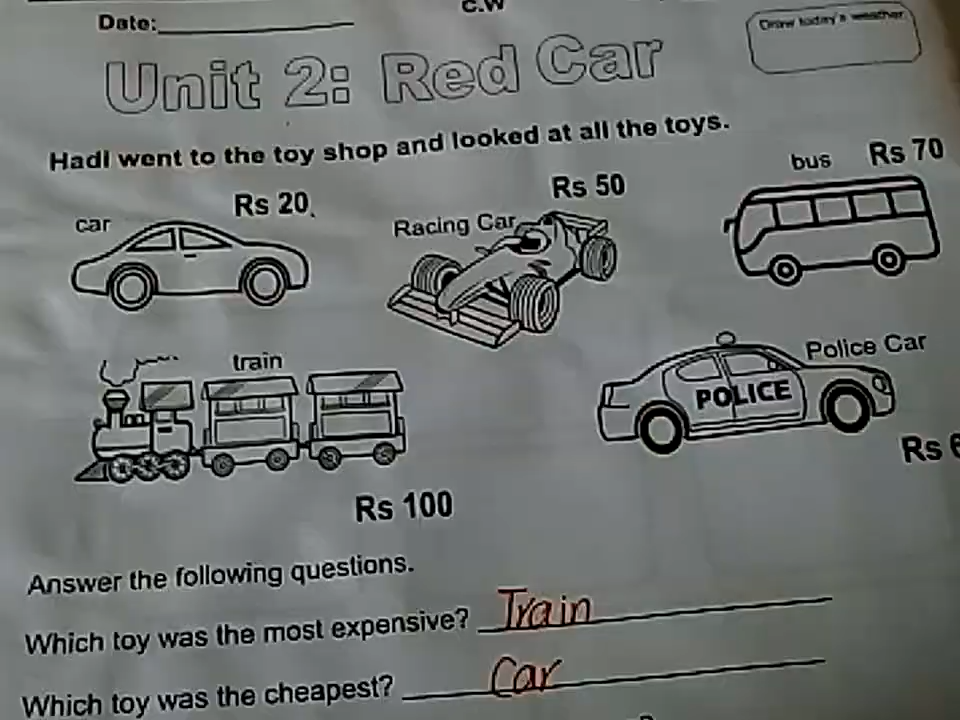 C.W
Date:
Draw today's weather
Unit 2: Red Car
Hadi went to the toy shop and looked at all the toys.
car Rs 20
Racing Car Rs 50
bus Rs 70
train
Rs 100
Police Car
POLICE
Rs 6
Answer the following questions.
Which toy was the most expensive? Train
Which toy was the cheapest? Car